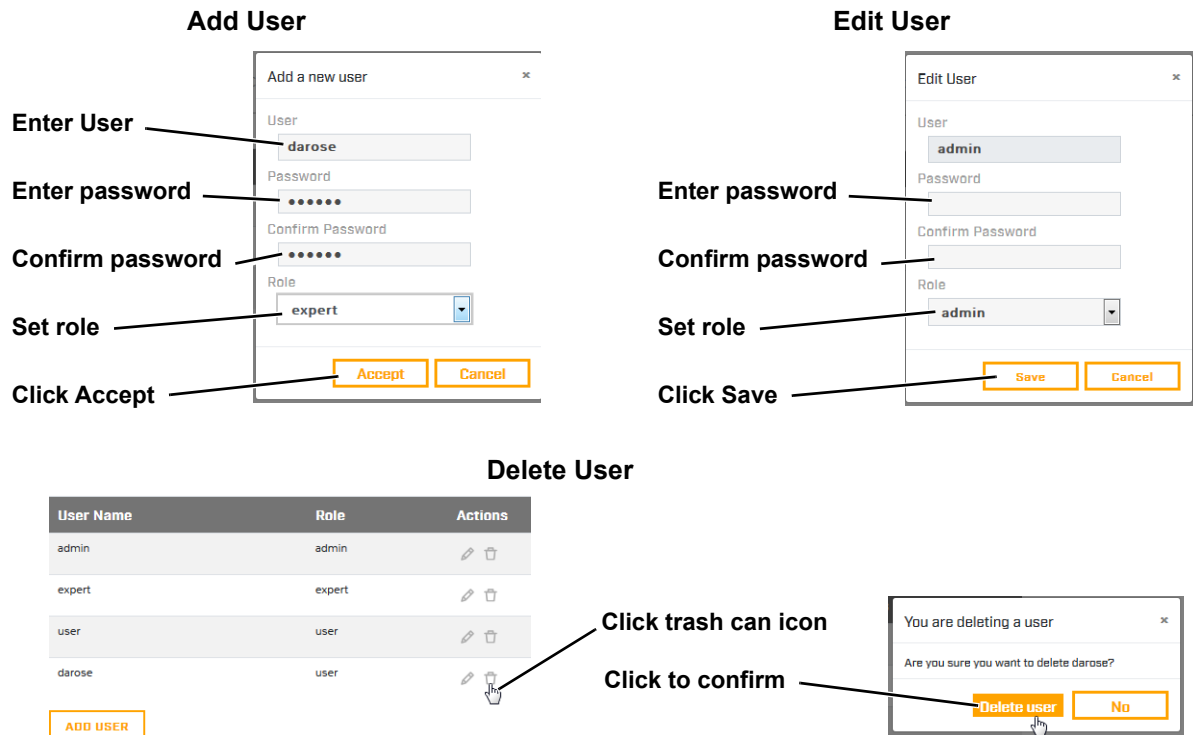 Add User
Edit User
Add a new user ×
Enter User
User
darose
Enter password
Password
●●●●●●
Confirm password
Confirm Password
●●●●●●
Set role
Role
expert
Click Accept
Accept Cancel
Edit User ×
User
admin
Enter password
Password
Confirm password
Confirm Password
Set role
Role
admin
Click Save
Save Cancel
Delete User
User Name Role Actions
admin admin
expert expert
user user
darose user
ADD USER
Click trash can icon
Click to confirm
You are deleting a user ×
Are you sure you want to delete darose?
Delete user No